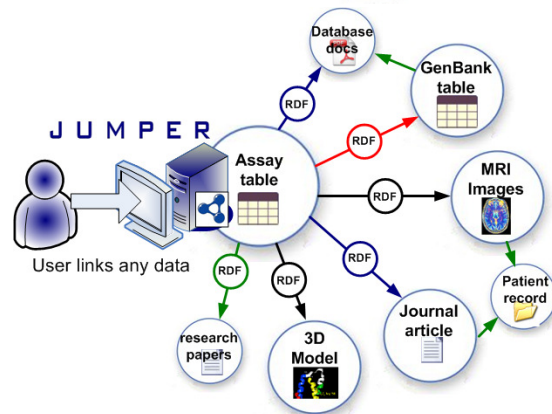 Database
docs
GenBank
table
RDF
JUMPER
RDF
Assay
table
MRI
Images
RDF
User links any data
RDF
RDF
RDF
Patient
record
Journal
article
research
papers
3D
Model